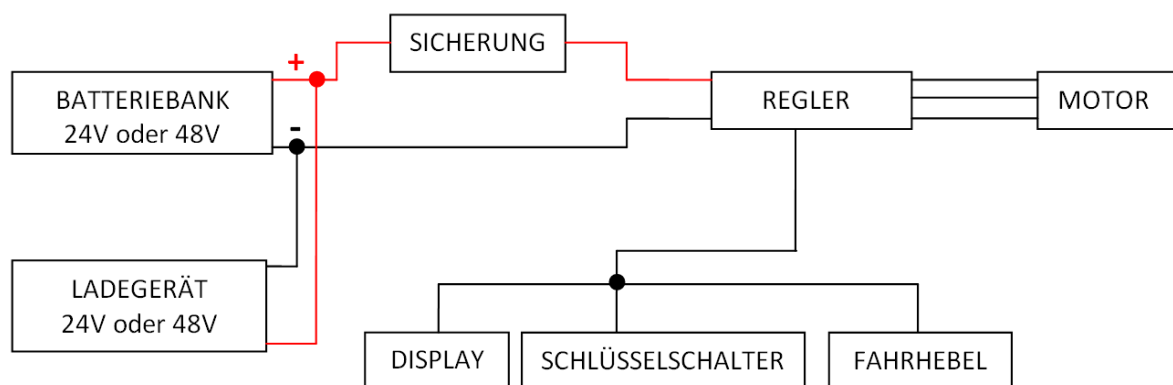 SICHERUNG
+
BATTERIEBANK
24V oder 48V
-
REGLER
MOTOR
LADEGERÄT
24V oder 48V
DISPLAY
SCHLÜSSELSCHALTER
FAHRHEBEL